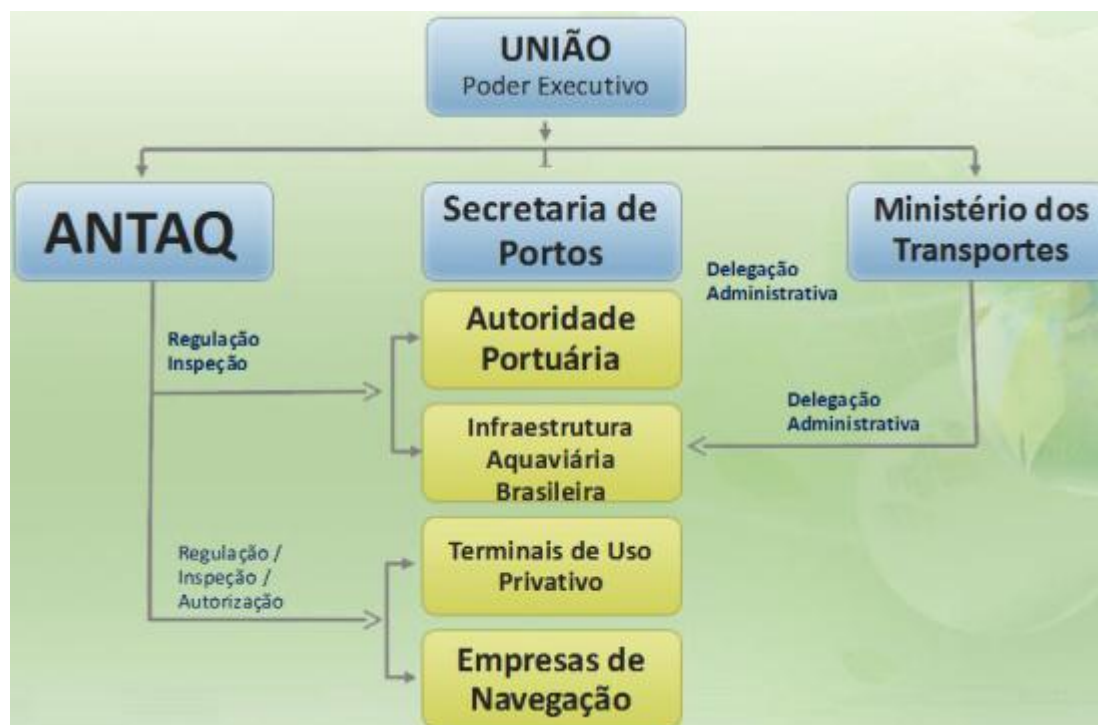 UNIÃO
Poder Executivo
ANTAQ
Secretaria de
Portos
Ministério dos
Transportes
Delegação
Administrativa
Autoridade
Portuária
Regulação
Inspeção
Delegação
Administrativa
Infraestrutura
Aquaviária
Brasileira
Terminais de Uso
Privativo
Regulação /
Inspeção /
Autorização
Empresas de
Navegação